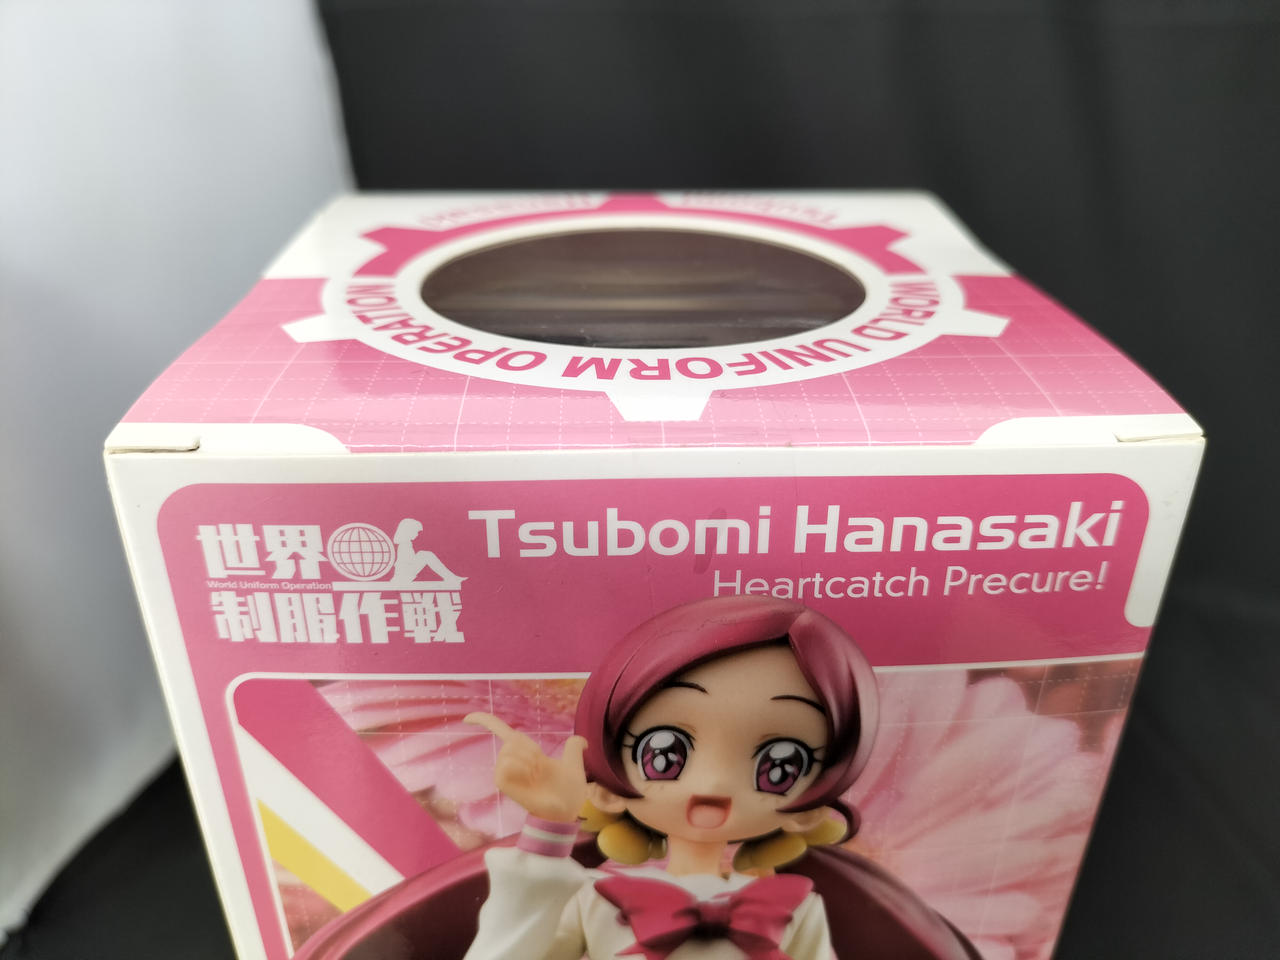 WORLD UNIFORM OPERATION
Tsubomi Hanasaki
Heartcatch Precure!
世界
World Uniform Operation
制服作戦